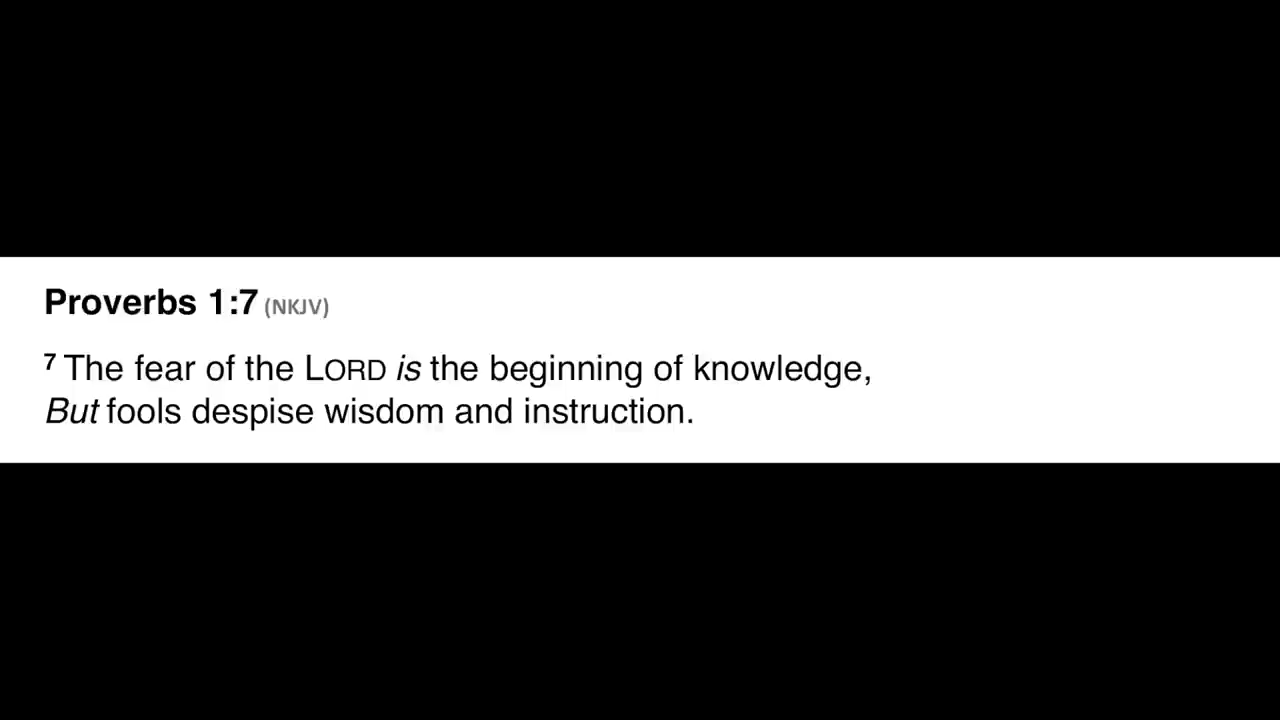 Proverbs 1:7 (NKJV)
7 The fear of the LORD is the beginning of knowledge,
But fools despise wisdom and instruction.